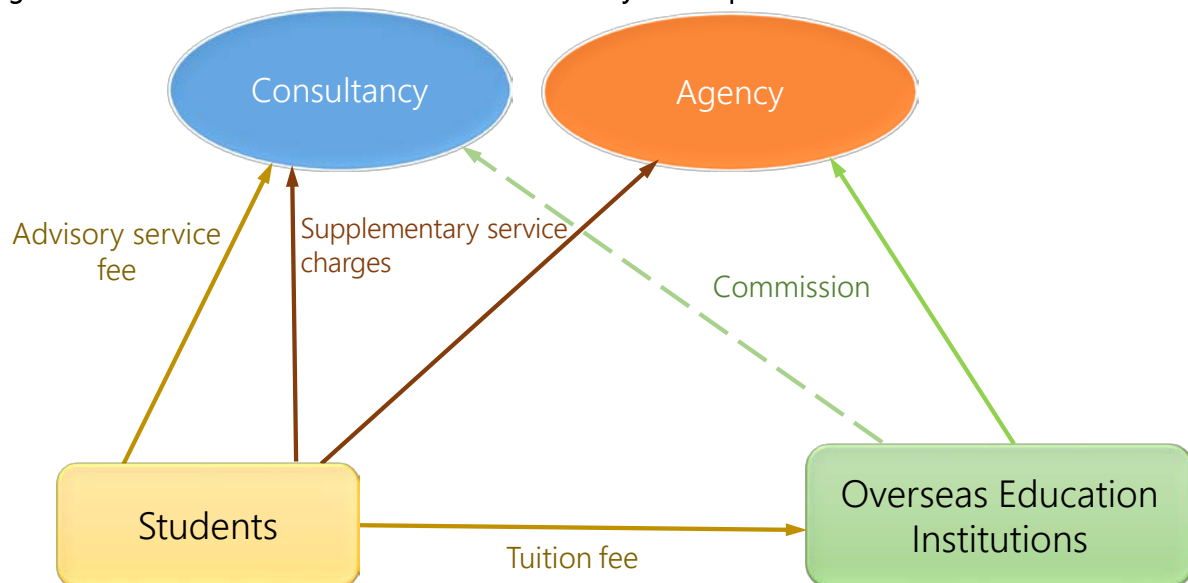 Consultancy
Agency
Advisory service
fee
Supplementary service
charges
Commission
Students
Tuition fee
Overseas Education
Institutions